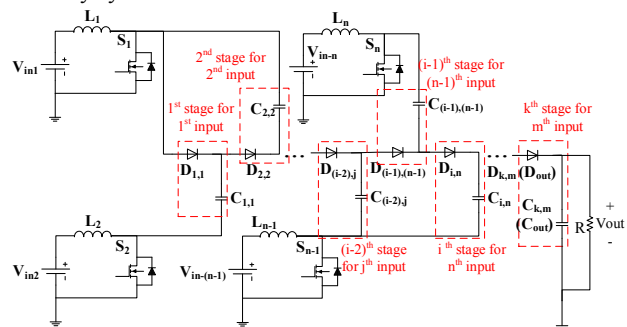 L1
S1
Vin1
2nd stage for
2nd input
C2,2
Ln
Vin-n
Sn
(i-1)th stage for
(n-1)th input
C(i-1),(n-1)
1st stage for
1st input
kth stage for
mth input
D1,1
D2,2
D(i-2),j
D(i-1),(n-1)
Di,n
Dk,m
(Dout)
C1,1
C(i-2),j
Ci,n
Ck,m
(Cout)
R
+
Vout
-
L2
S2
Vin2
Ln-1
Sn-1
Vin-(n-1)
(i-2)th stage
for jth input
ith stage for
nth input